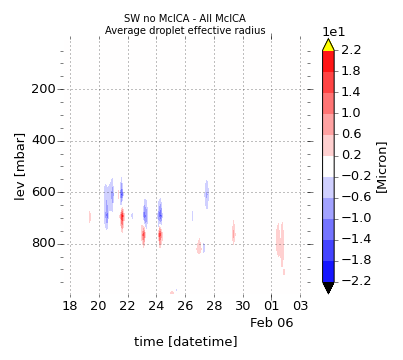 SW no McICA - All McICA
Average droplet effective radius
1e1
2.2
1.8
1.4
1.0
0.6
0.2
−0.2
−0.6
−1.0
−1.4
−1.8
−2.2
[Micron]
lev [mbar]
200
400
600
800
18 20 22 24 26 28 30 01 03
Feb 06
time [datetime]